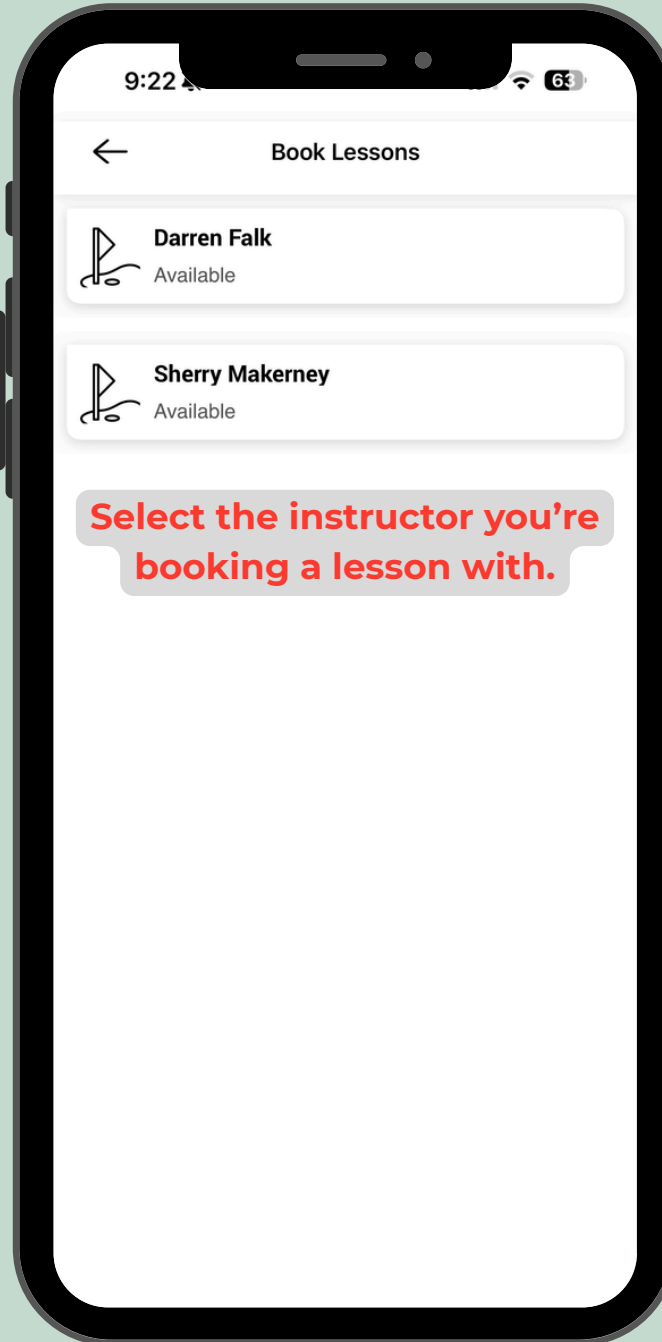 9:22
63
Book Lessons
Darren Falk
Available
Sherry Makerney
Available
Select the instructor you’re
booking a lesson with.